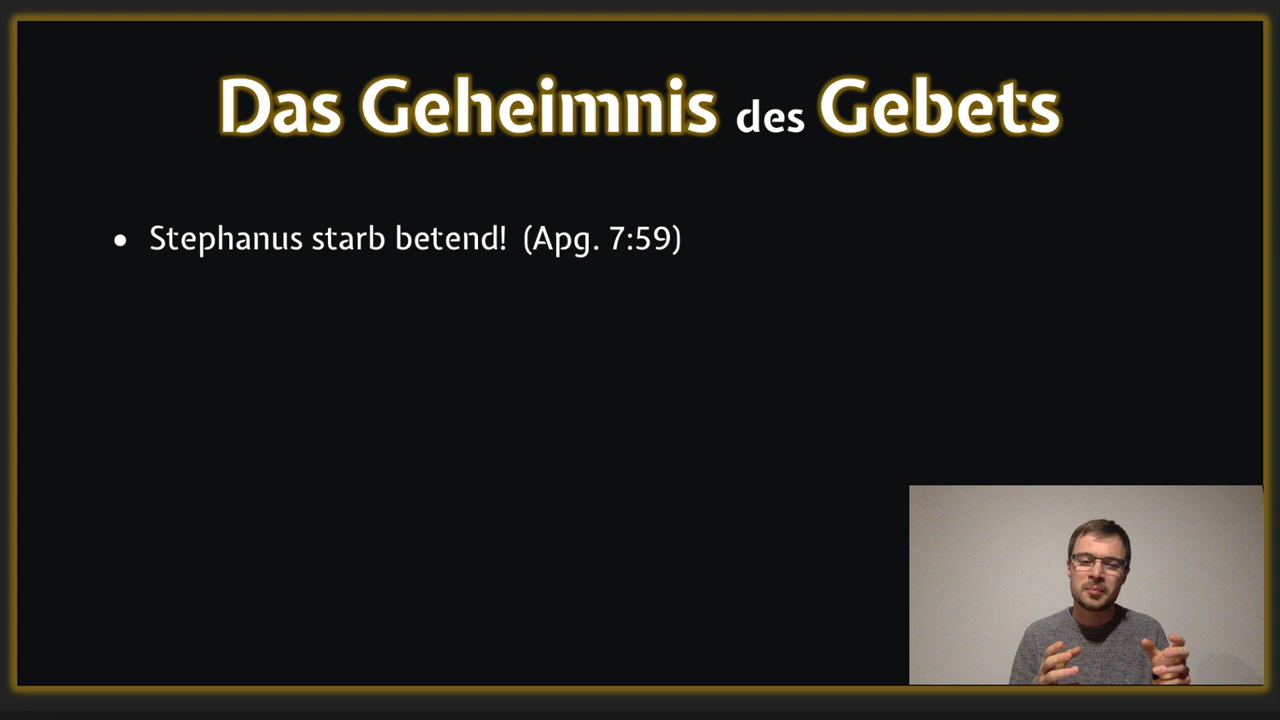 Das Geheimnis des Gebets
• Stephanus starb betend! (Apg. 7:59)